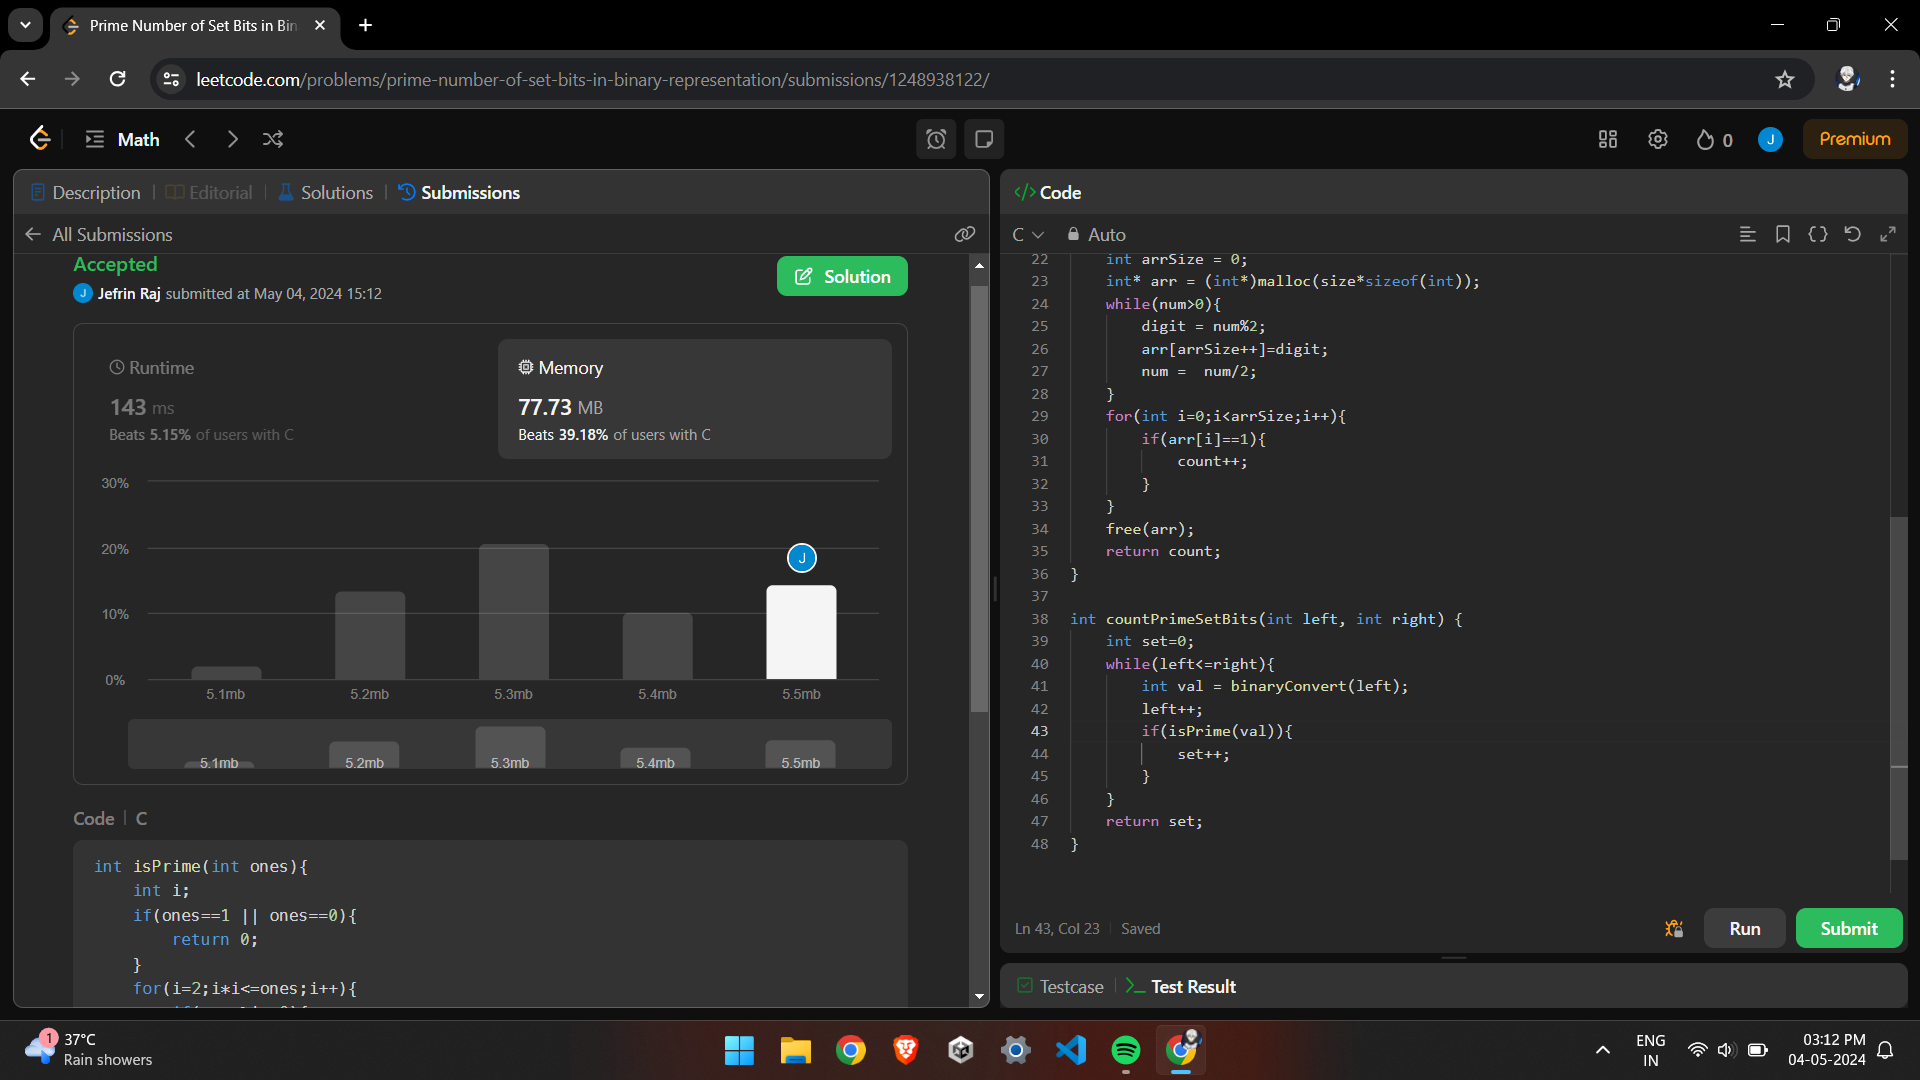 Prime Number of Set Bits in Bin
leetcode.com/problems/prime-number-of-set-bits-in-binary-representation/submissions/1248938122/
Math
0
J
Premium
Description
Editorial
Solutions
Submissions
All Submissions
Accepted
J Jefrin Raj submitted at May 04, 2024 15:12
Solution
Runtime
143 ms
Beats 5.15% of users with C
Memory
77.73 MB
Beats 39.18% of users with C
30%
20%
10%
0%
J
5.1mb
5.2mb
5.3mb
5.4mb
5.5mb
5.1mb
5.2mb
5.3mb
5.4mb
5.5mb
Code | C
int isPrime(int ones){
int i;
if(ones==1 || ones==0){
return 0;
}
for(i=2;i*i<=ones;i++){
</> Code
C
Auto
22 int arrSize = 0;
23 int* arr = (int*)malloc(size*sizeof(int));
24 while(num>0){
25 digit = num%2;
26 arr[arrSize++]=digit;
27 num = num/2;
28 }
29 for(int i=0;i<arrSize;i++){
30 if(arr[i]==1){
31 count++;
32 }
33 }
34 free(arr);
35 return count;
36 }
37
38 int countPrimeSetBits(int left, int right) {
39 int set=0;
40 while(left<=right){
41 int val = binaryConvert(left);
42 left++;
43 if(isPrime(val)){
44 set++;
45 }
46 }
47 return set;
48 }
Ln 43, Col 23 | Saved
Run
Submit
Testcase
Test Result
1
37°C
Rain showers
ENG
IN
03:12 PM
04-05-2024